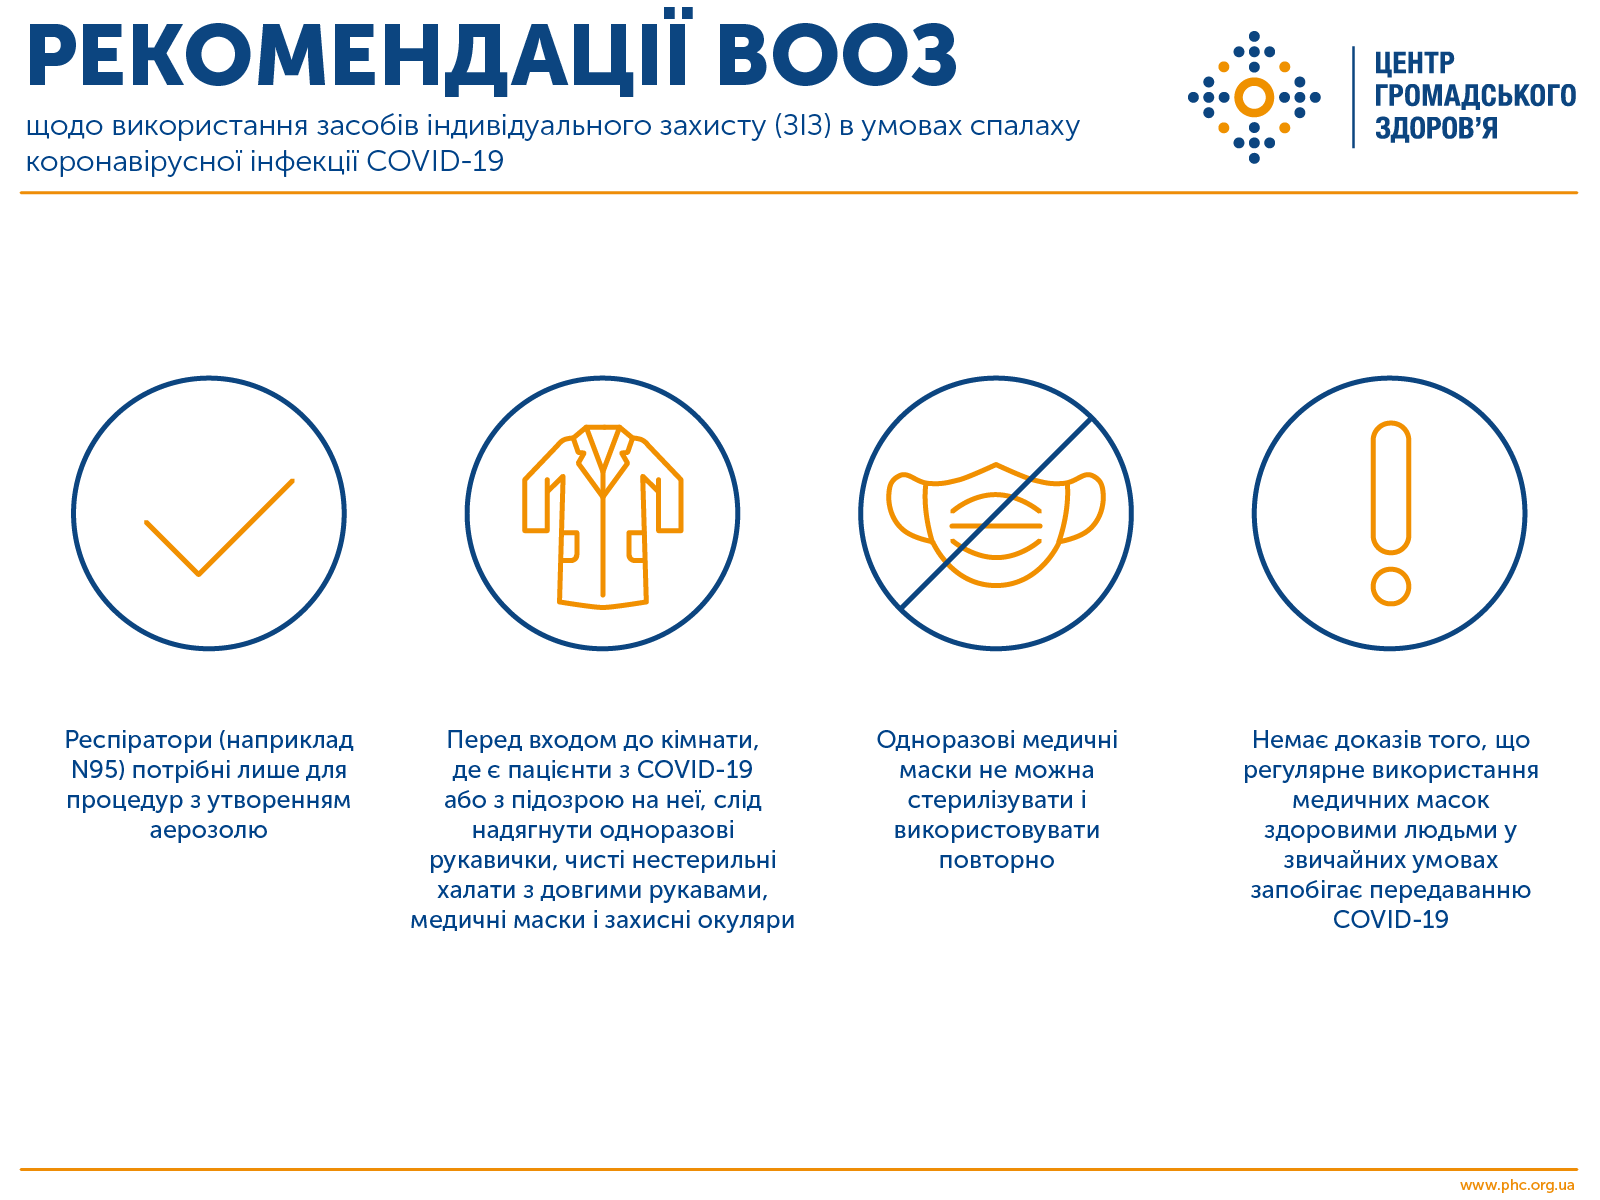 РЕКОМЕНДАЦІЇ ВООЗ
щодо використання засобів індивідуального захисту (ЗІЗ) в умовах спалаху
коронавірусної інфекції COVID-19
ЦЕНТР
ГРОМАДСЬКОГО
ЗДОРОВ’Я
Респіратори (наприклад
N95) потрібні лише для
процедур з утворенням
аерозолю
Перед входом до кімнати,
де є пацієнти з COVID-19
або з підозрою на неї, слід
надягнути одноразові
рукавички, чисті нестерильні
халати з довгими рукавами,
медичні маски і захисні окуляри
Одноразові медичні
маски не можна
стерилізувати і
використовувати
повторно
Немає доказів того, що
регулярне використання
медичних масок
здоровими людьми у
звичайних умовах
запобігає передаванню
COVID-19
www.phc.org.ua